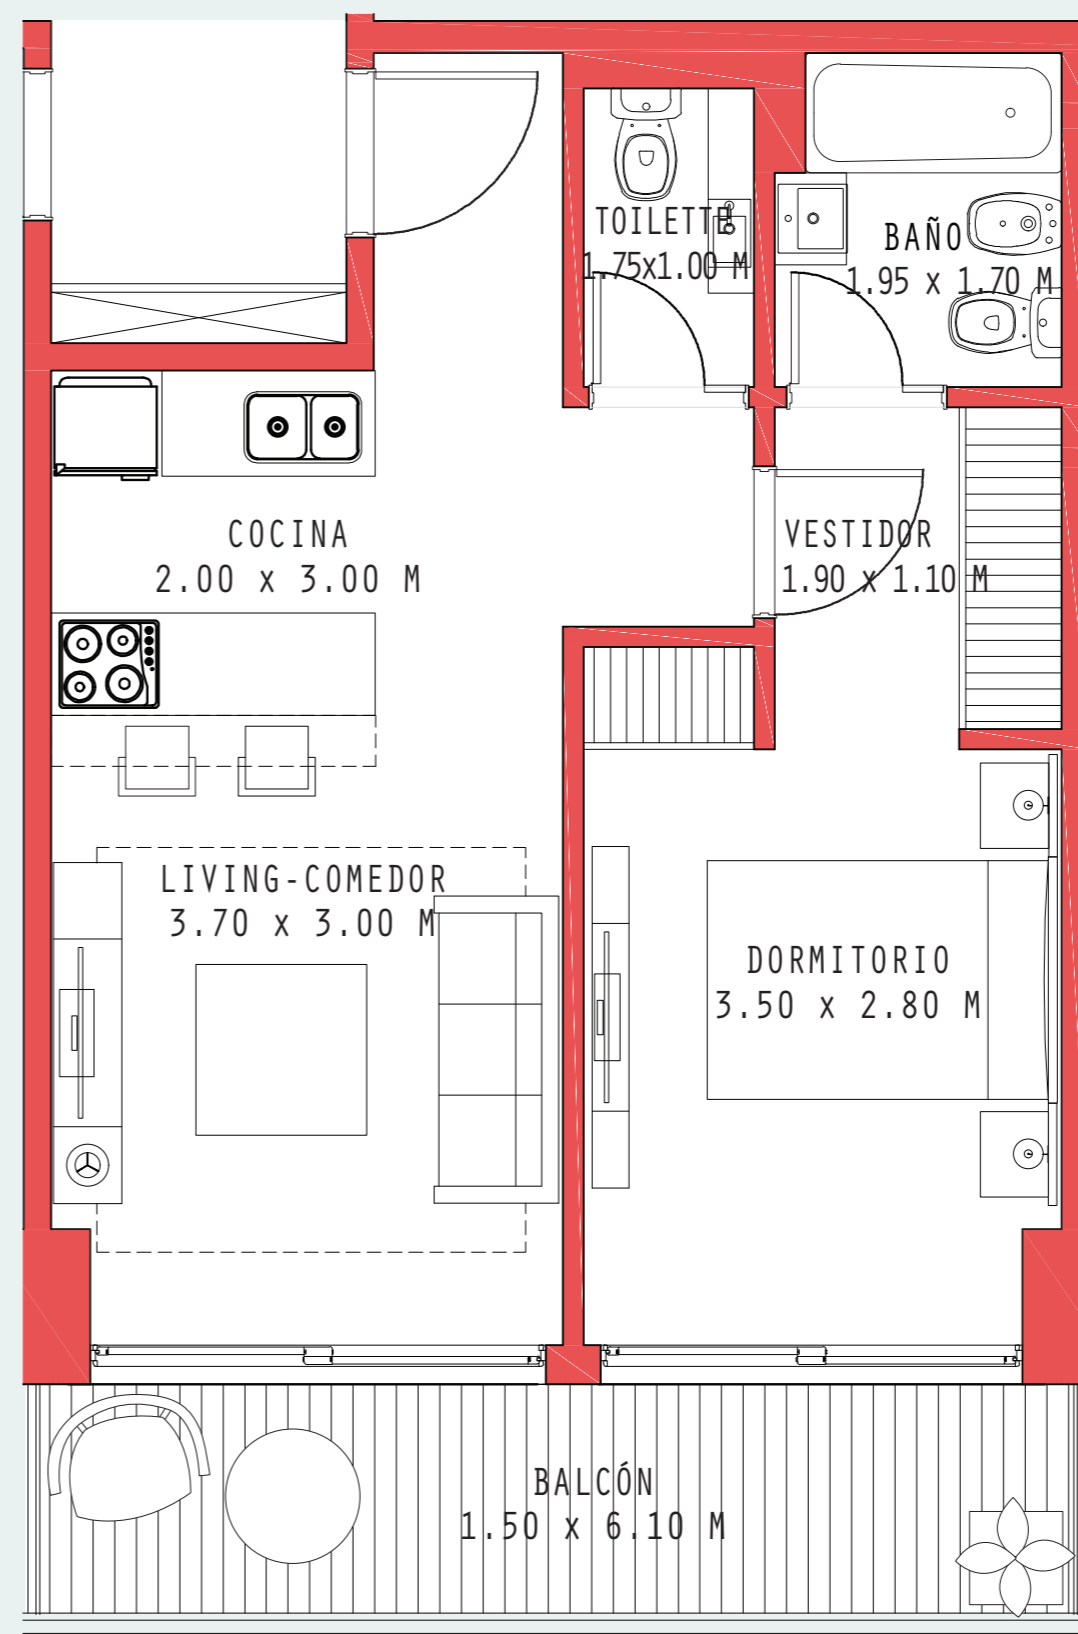 TOILETTE
1.75x1.00 M
BAÑO
1.95 x 1.70 M
COCINA
2.00 x 3.00 M
VESTIDOR
1.90 x 1.10 M
LIVING-COMEDOR
3.70 x 3.00 M
DORMITORIO
3.50 x 2.80 M
BALCÓN
1.50 x 6.10 M